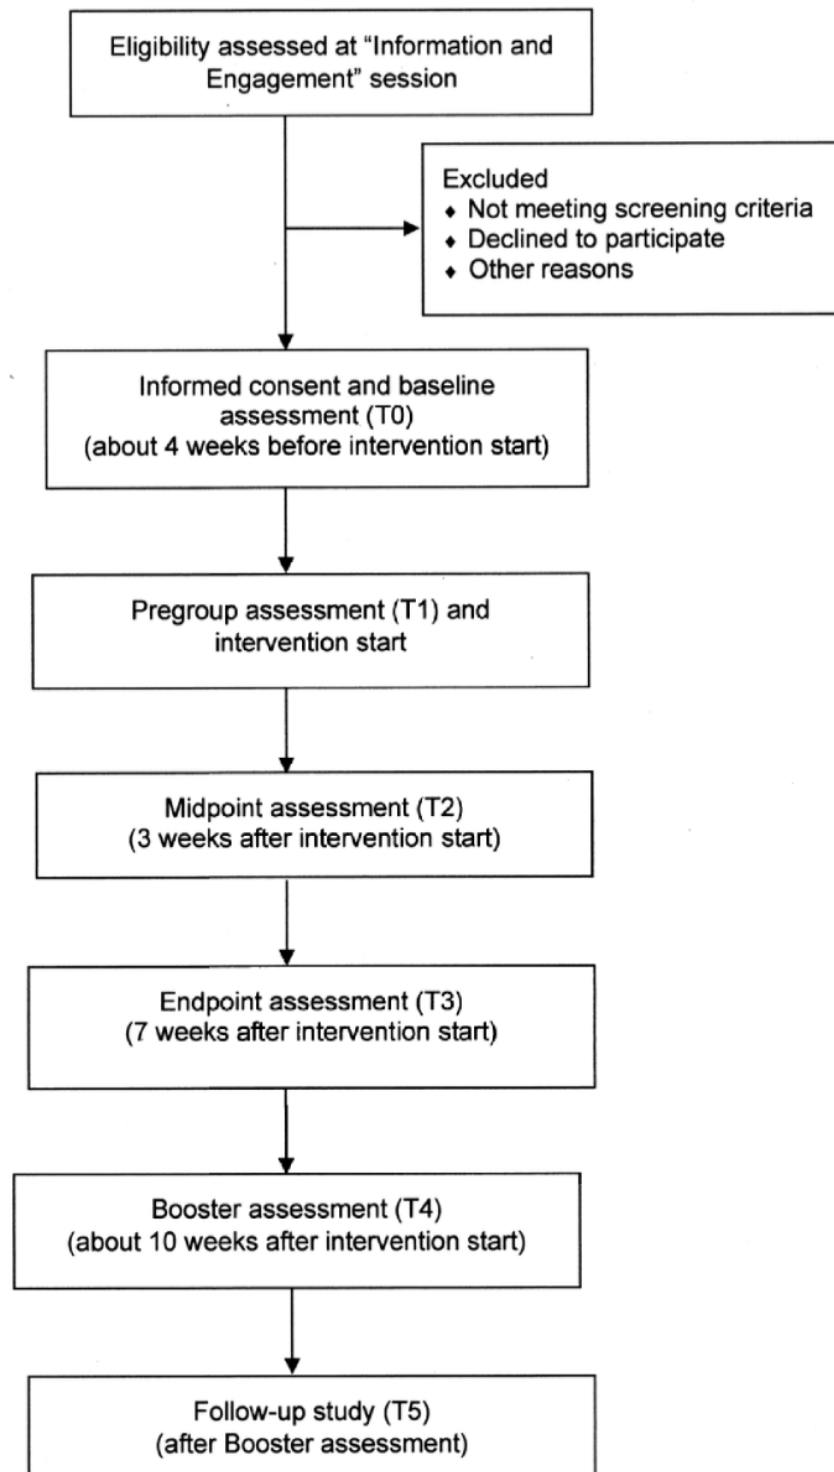 Eligibility assessed at “Information and
Engagement” session
Excluded
♦ Not meeting screening criteria
♦ Declined to participate
♦ Other reasons
Informed consent and baseline
assessment (T0)
(about 4 weeks before intervention start)
Pregroup assessment (T1) and
intervention start
Midpoint assessment (T2)
(3 weeks after intervention start)
Endpoint assessment (T3)
(7 weeks after intervention start)
Booster assessment (T4)
(about 10 weeks after intervention start)
Follow-up study (T5)
(after Booster assessment)